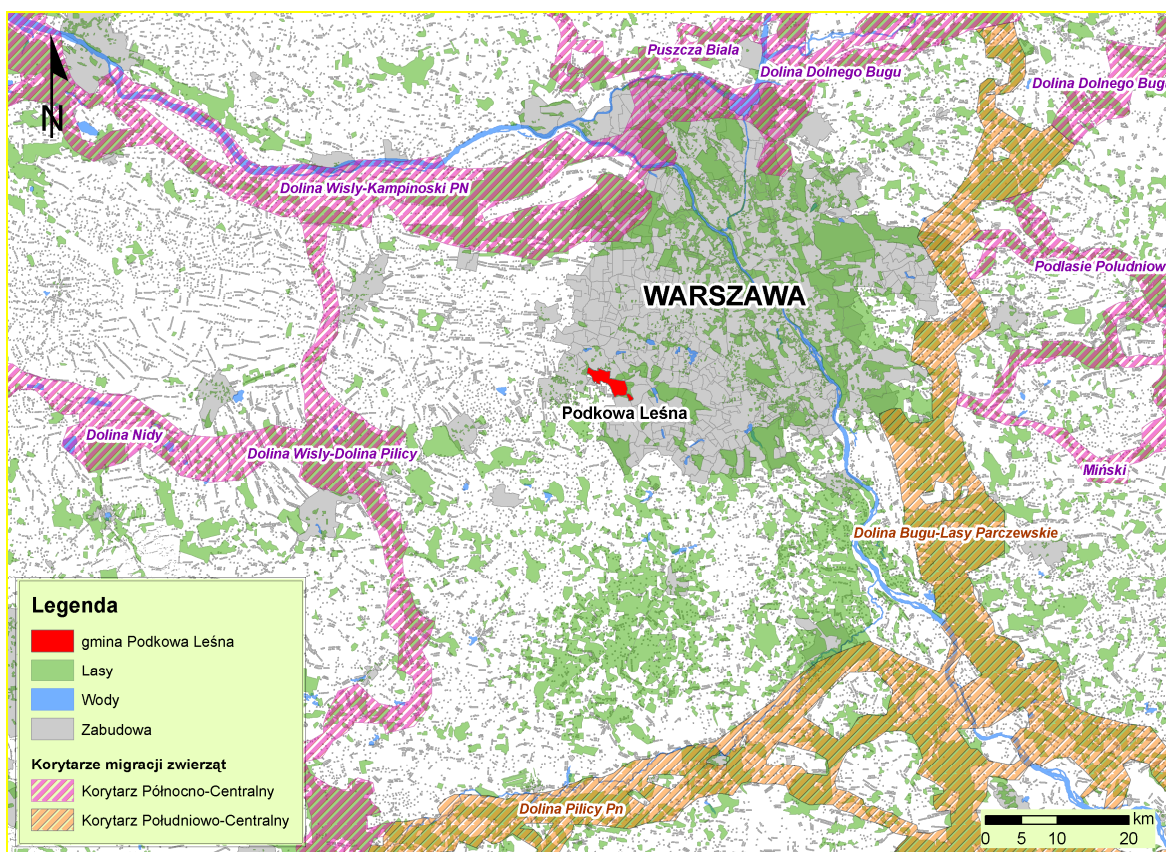 Puszcza Biala
Dolina Dolnego Bugu
Dolina Dolnego Bugu
N
Dolina Wisly-Kampinoski PN
Podlasie Poludniow
WARSZAWA
Podkowa Leśna
Dolina Nidy
Dolina Wisly-Dolina Pilicy
Miński
Dolina Bugu-Lasy Parczewskie
Legenda
gmina Podkowa Leśna
Lasy
Wody
Zabudowa
Korytarze migracji zwierząt
Korytarz Północno-Centralny
Korytarz Południowo-Centralny
Dolina Pilicy Pn
km
0 5 10 20